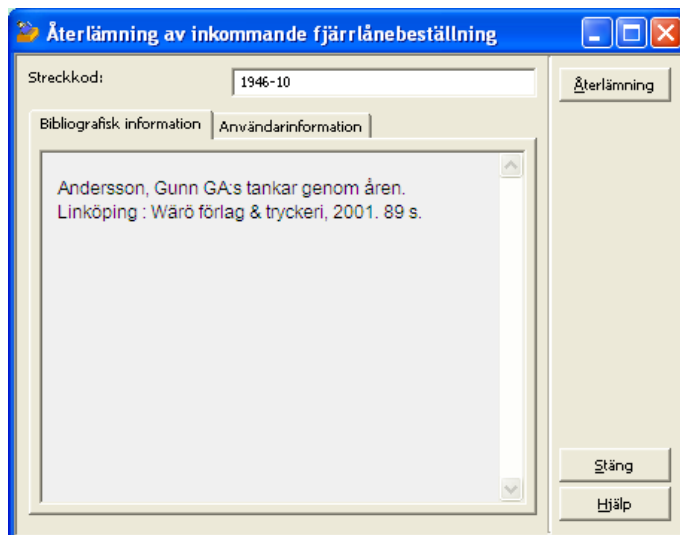 Återlämning av inkommande fjärrlånebeställning
Streckkod:
1946-10
Återlämning
Bibliografisk information
Användarinformation
Andersson, Gunn GA:s tankar genom åren.
Linköping : Wärö förlag & tryckeri, 2001. 89 s.
Stäng
Hjälp